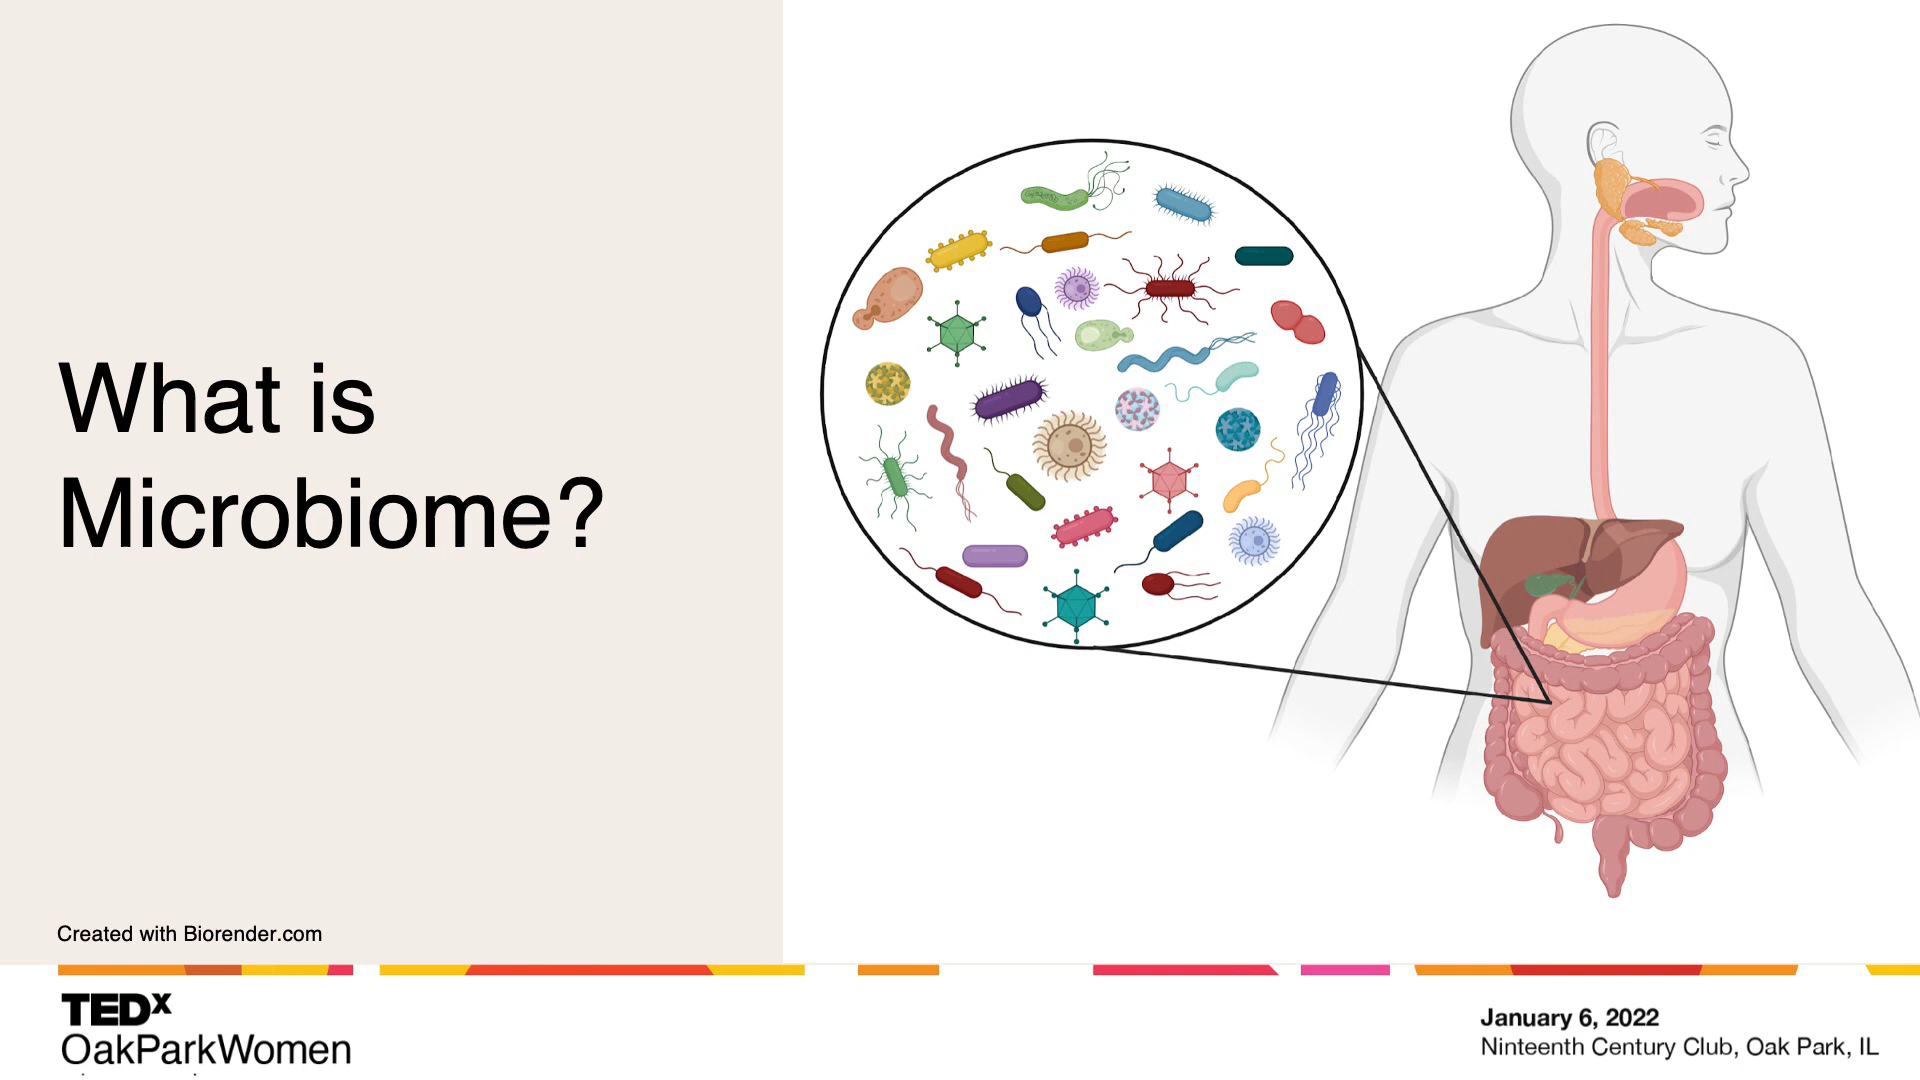 What is
Microbiome?
Created with Biorender.com
TEDx
OakParkWomen
January 6, 2022
Ninteenth Century Club, Oak Park, IL